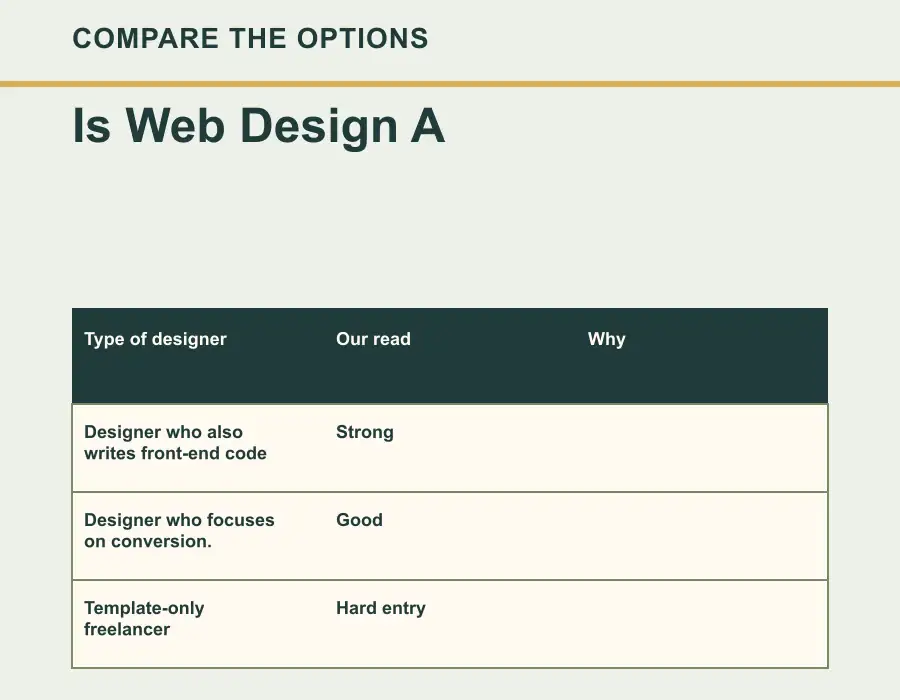 COMPARE THE OPTIONS
Is Web Design A
Type of designer
Our read
Why
Designer who also
writes front-end code
Strong
Designer who focuses
on conversion.
Good
Template-only
freelancer
Hard entry